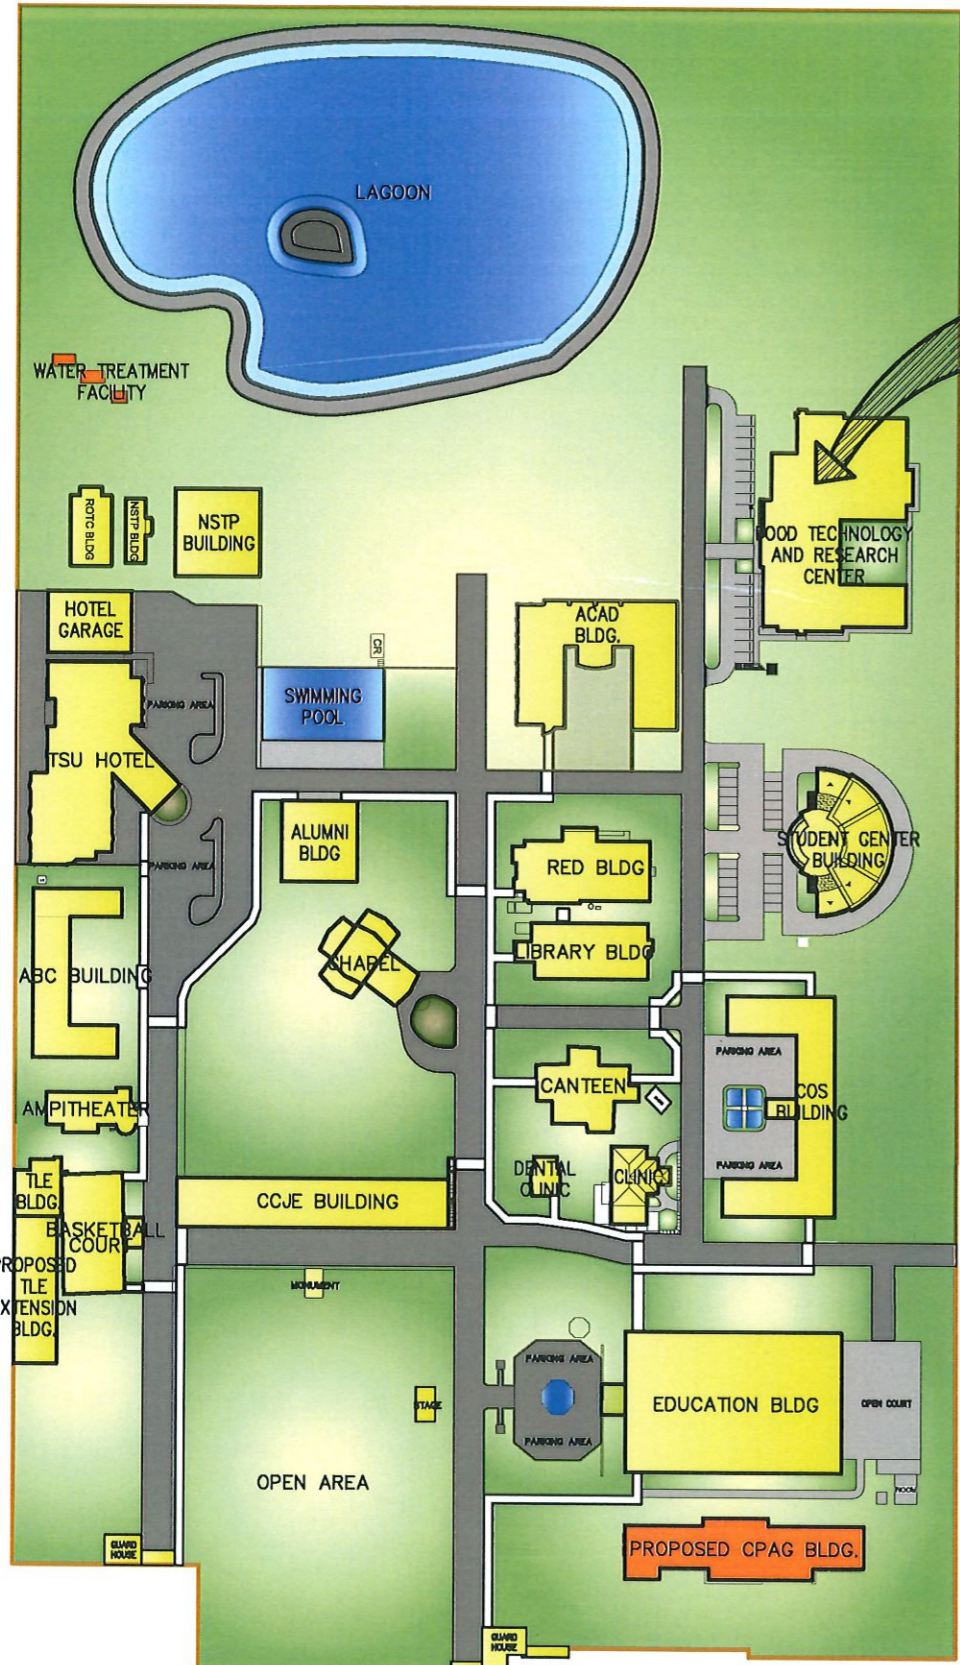 LAGOON
WATER TREATMENT
FACILITY
ROTC BLDG
NSTP BLDG
NSTP
BUILDING
FOOD TECHNOLOGY
AND RESEARCH
CENTER
HOTEL
GARAGE
ACAD
BLDG.
CR
SWIMMING
POOL
PARKING AREA
TSU HOTEL
ALUMNI
BLDG
PARKING AREA
RED BLDG
STUDENT CENTER
BUILDING
LIBRARY BLDG
CHAPEL
ABC BUILDING
PARKING AREA
CANTEEN
COS
BUILDING
AMPITHEATER
PARKING AREA
DENTAL
CLINIC
CLINIC
TLE
BLDG.
CCJE BUILDING
BASKETBALL
COURT
PROPOSED
TLE
EXTENSION
BLDG.
MONUMENT
PARKING AREA
STAGE
EDUCATION BLDG
OPEN COURT
PARKING AREA
OPEN AREA
ROOM
GUARD
HOUSE
PROPOSED CPAG BLDG.
GUARD
HOUSE